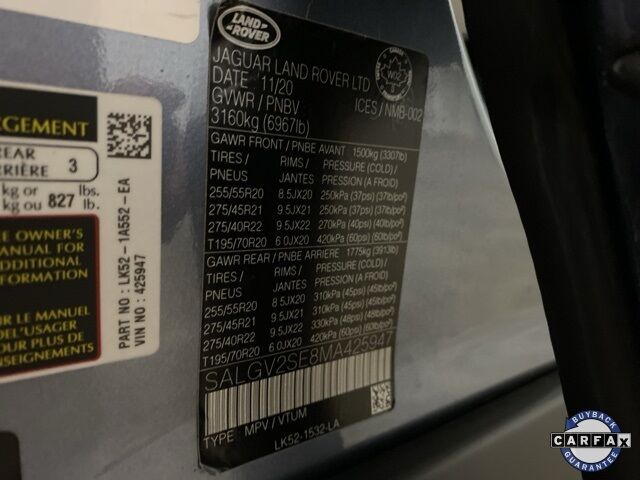 EGEMENT
REAR
RRIÈRE 3
kg or 827 lbs.
kg ou lb.
E OWNER'S
ANUAL FOR
DDITIONAL
FORMATION
R LE MANUEL
L'USAGER
UR PLUS DE
SEIGNEMENTS
PART NO : LK52-1A552-EA
VIN NO : 425947
LAND ROVER
JAGUAR LAND ROVER LTD
DATE 11/20
GVWR / PNBV
3160kg (6967lb)
CANADA
W02
ICES / NMB-002
GAWR FRONT / PNBE AVANT 1500kg (3307lb)
TIRES / RIMS / PRESSURE (COLD) /
PNEUS JANTES PRESSION (A FROID)
255/55R20 8.5JX20 250kPa (37psi) (37lb/po²)
275/45R21 9.5JX21 250kPa (37psi) (37lb/po²)
275/40R22 9.5JX22 270kPa (40psi) (40lb/po²)
T195/70R20 6.0JX20 420kPa (60psi) (60lb/po²)
GAWR REAR / PNBE ARRIERE 1775kg (3913lb)
TIRES / RIMS / PRESSURE (COLD) /
PNEUS JANTES PRESSION (A FROID)
255/55R20 8.5JX20 310kPa (45psi) (45lb/po²)
275/45R21 9.5JX21 310kPa (45psi) (45lb/po²)
275/40R22 9.5JX22 330kPa (48psi) (48lb/po²)
T195/70R20 6.0JX20 420kPa (60psi) (60lb/po²)
SALGV2SE8MA425947
TYPE MPV / VTUM
LK52-1532-LA
BUYBACK
CARFAX
GUARANTEE